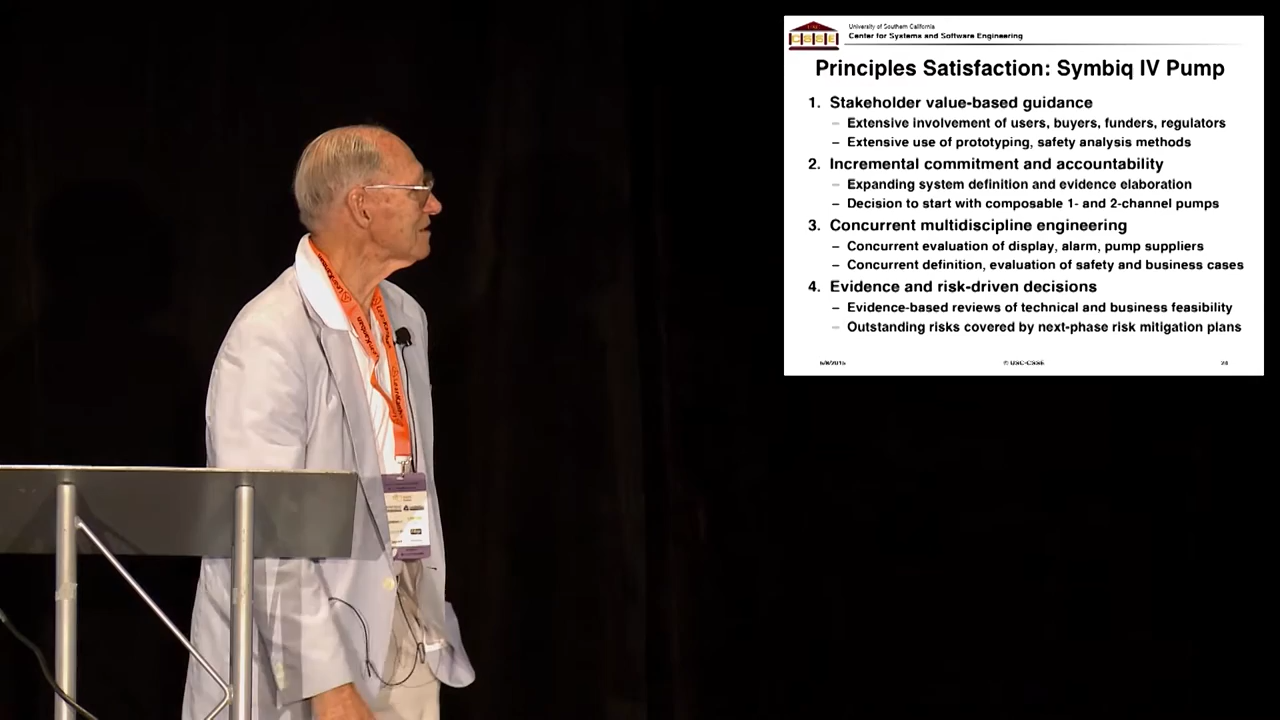 University of Southern California
Center for Systems and Software Engineering
CSSE
Principles Satisfaction: Symbiq IV Pump
1. Stakeholder value-based guidance
– Extensive involvement of users, buyers, funders, regulators
– Extensive use of prototyping, safety analysis methods
2. Incremental commitment and accountability
– Expanding system definition and evidence elaboration
– Decision to start with composable 1- and 2-channel pumps
3. Concurrent multidiscipline engineering
– Concurrent evaluation of display, alarm, pump suppliers
– Concurrent definition, evaluation of safety and business cases
4. Evidence and risk-driven decisions
– Evidence-based reviews of technical and business feasibility
– Outstanding risks covered by next-phase risk mitigation plans
© USC-CSSE
LeanKanban
LeanKanban